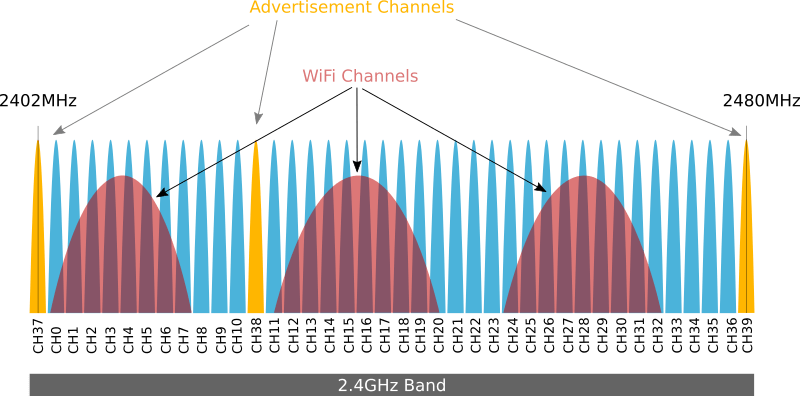 Advertisement Channels
WiFi Channels
2402MHz
2480MHz
CH37
CH0
CH1
CH2
CH3
CH4
CH5
CH6
CH7
CH8
CH9
CH10
CH38
CH11
CH12
CH13
CH14
CH15
CH16
CH17
CH18
CH19
CH20
CH21
CH22
CH23
CH24
CH25
CH26
CH27
CH28
CH29
CH30
CH31
CH32
CH33
CH34
CH35
CH36
CH39
2.4GHz Band